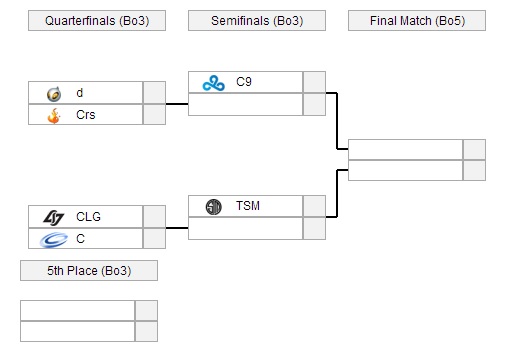 Quarterfinals (Bo3) Semifinals (Bo3) Final Match (Bo5)
C9
d
Crs
CLG TSM
C
5th Place (Bo3)